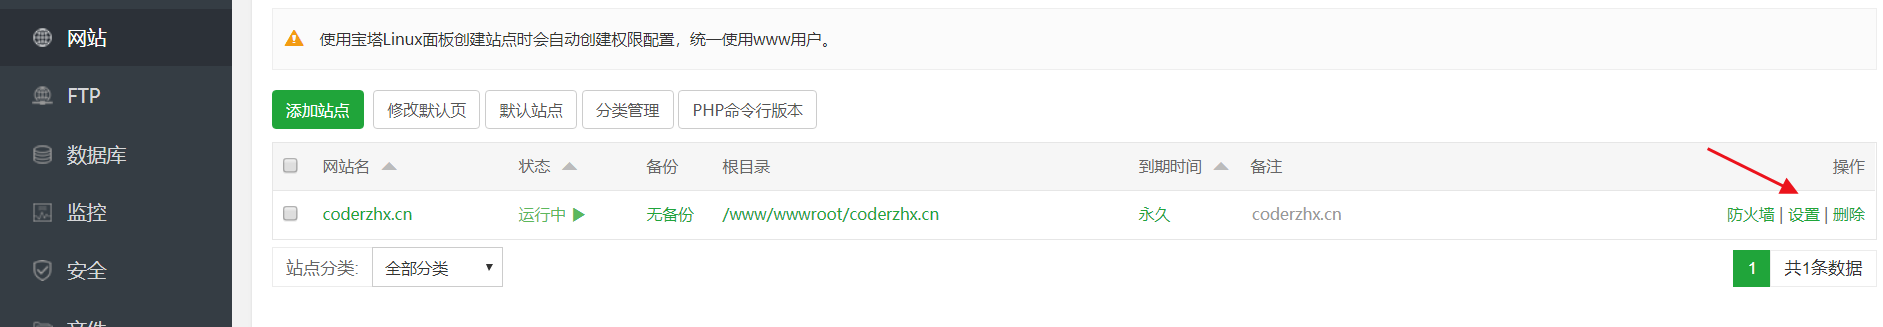 网站
FTP
数据库
监控
安全
文件
使用宝塔Linux面板创建站点时会自动创建权限配置，统一使用www用户。
添加站点 修改默认页 默认站点 分类管理 PHP命令行版本
网站名 状态 备份 根目录 到期时间 备注 操作
coderzhx.cn 运行中 无备份 /www/wwwroot/coderzhx.cn 永久 coderzhx.cn 防火墙 | 设置 | 删除
站点分类: 全部分类 1 共1条数据